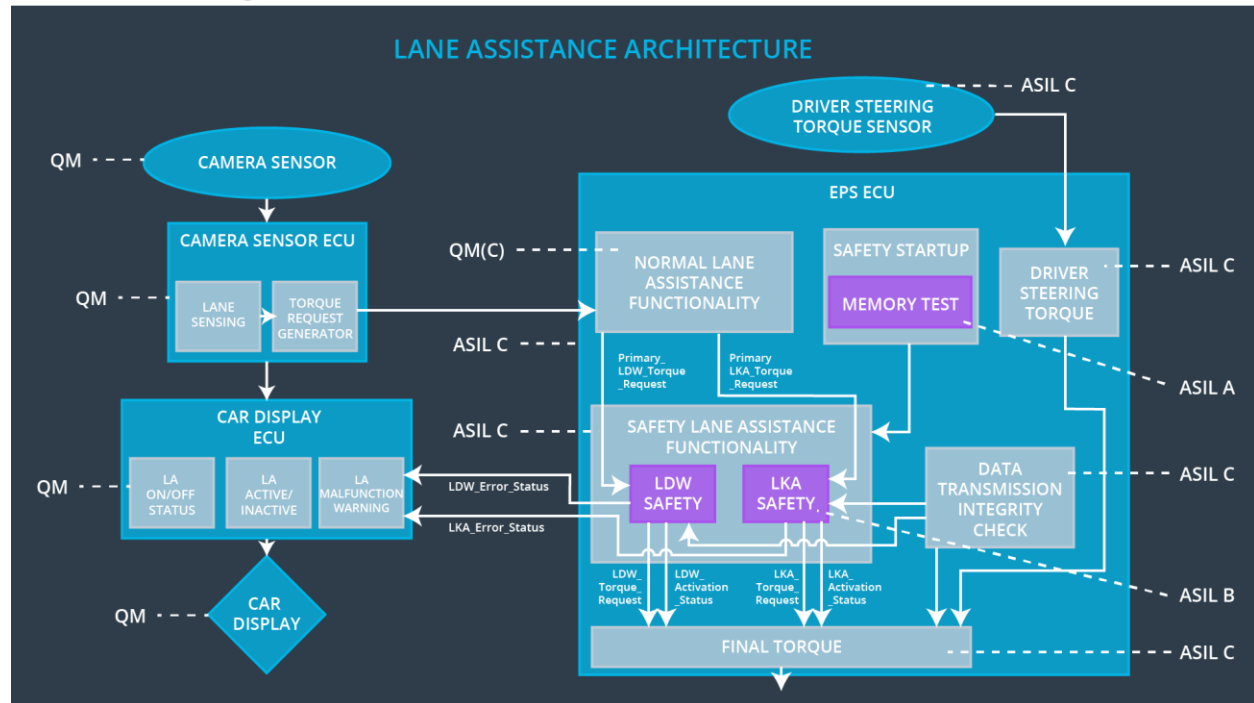 LANE ASSISTANCE ARCHITECTURE
ASIL C
DRIVER STEERING
TORQUE SENSOR
QM
CAMERA SENSOR
EPS ECU
CAMERA SENSOR ECU
QM(C)
NORMAL LANE
ASSISTANCE
FUNCTIONALITY
SAFETY STARTUP
MEMORY TEST
DRIVER
STEERING
TORQUE
ASIL C
QM
LANE
SENSING
TORQUE
REQUEST
GENERATOR
ASIL C
Primary_
LDW_Torque
_Request
Primary
LKA_Torque
_Request
ASIL A
CAR DISPLAY
ECU
ASIL C
SAFETY LANE ASSISTANCE
FUNCTIONALITY
QM
LA
ON/OFF
STATUS
LA
ACTIVE/
INACTIVE
LA
MALFUNCTION
WARNING
LDW_Error_Status
LKA_Error_Status
LDW
SAFETY
LKA
SAFETY
DATA
TRANSMISSION
INTEGRITY
CHECK
ASIL C
LDW_
Torque_
Request
LDW_
Activation
_Status
LKA_
Torque_
Request
LKA_
Activation
_Status
ASIL B
QM
CAR
DISPLAY
FINAL TORQUE
ASIL C